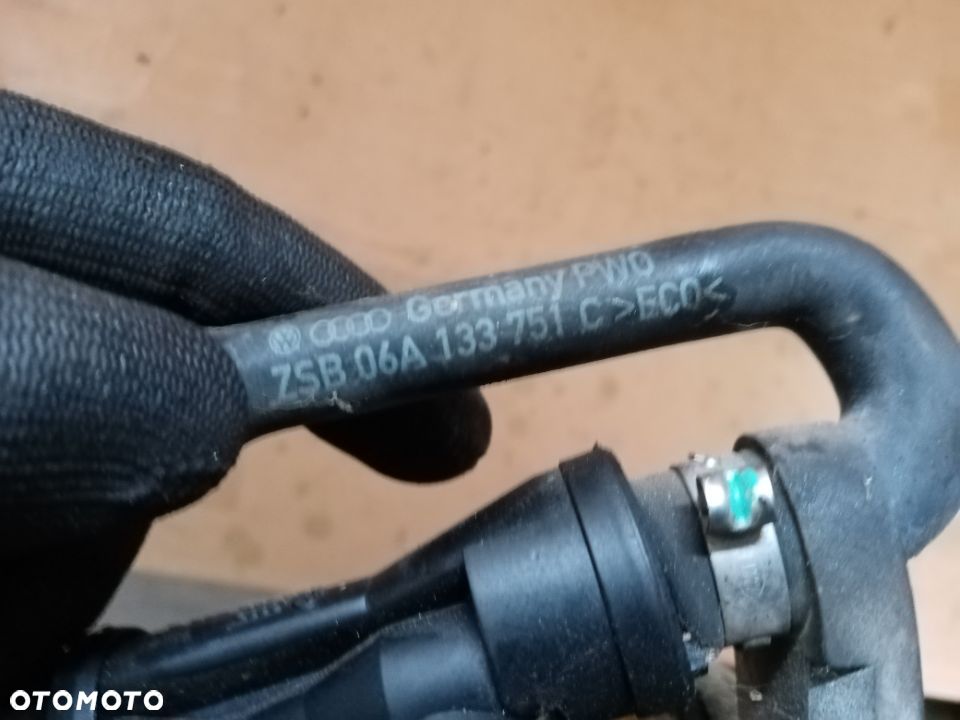 Germany PWO
ZSB 06A 133 751 C >ECO<
OTOMOTO